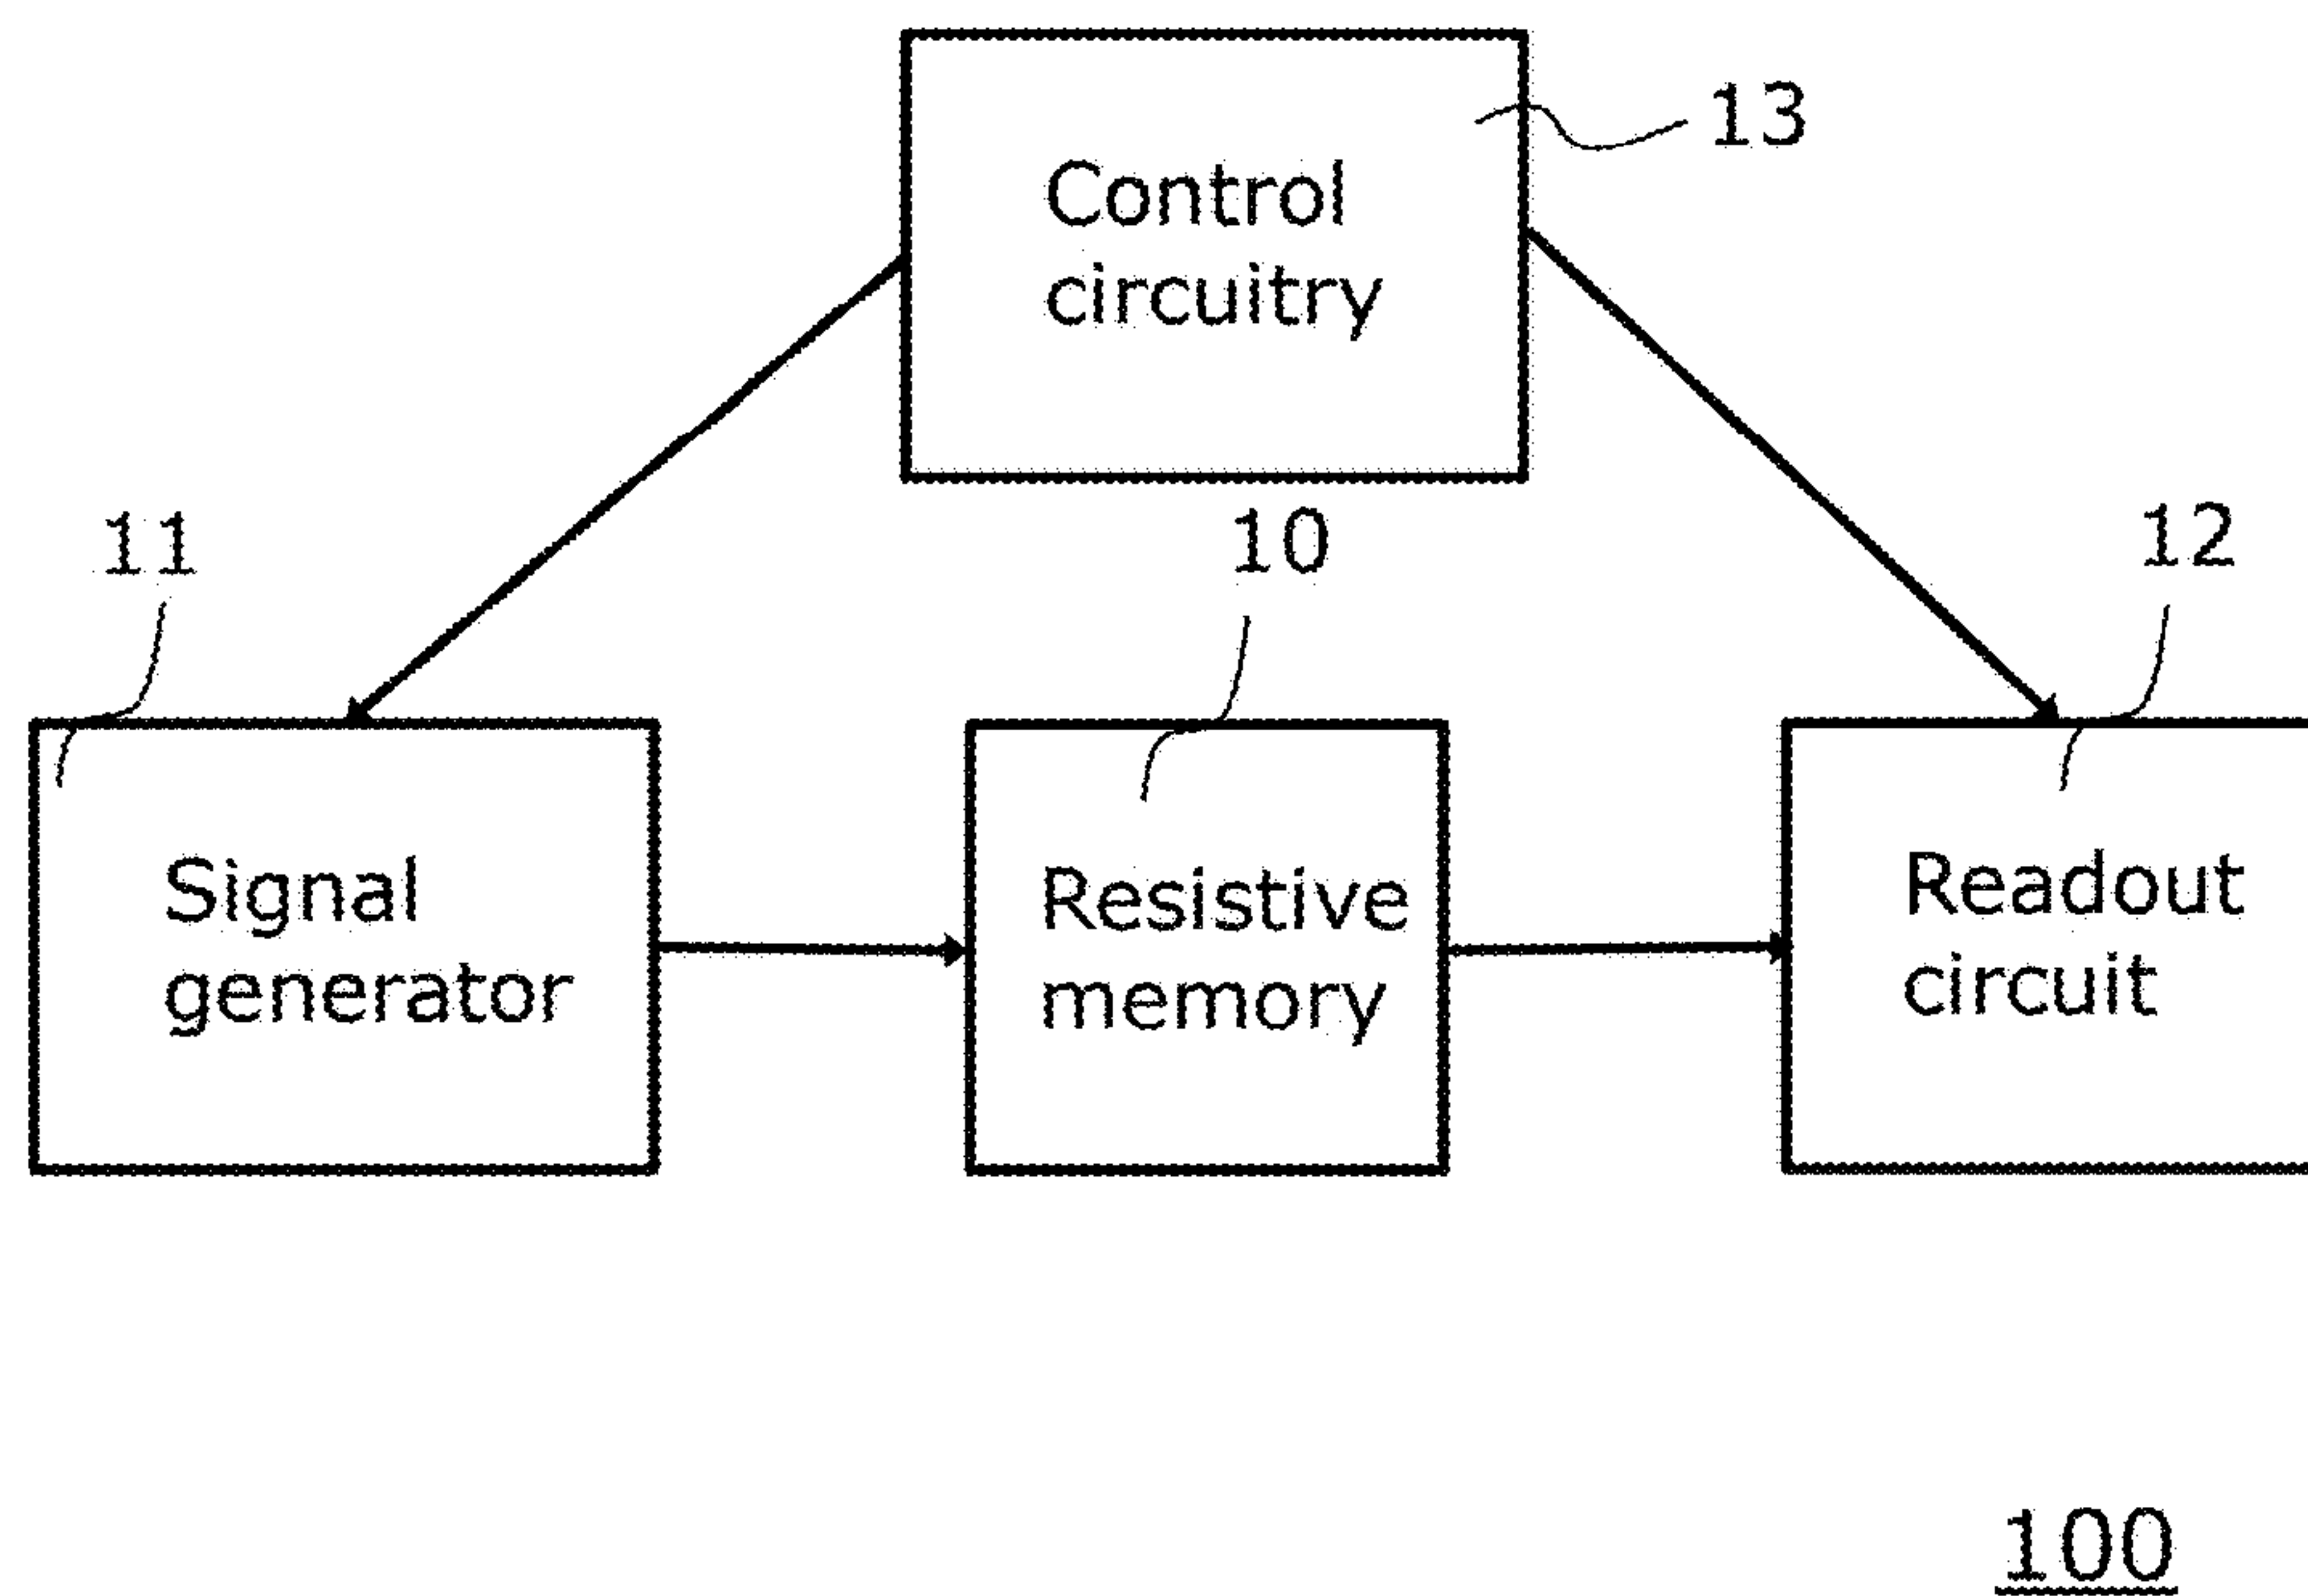 13
Control
circuitry
11
10
12
Signal
generator
Resistive
memory
Readout
circuit
100